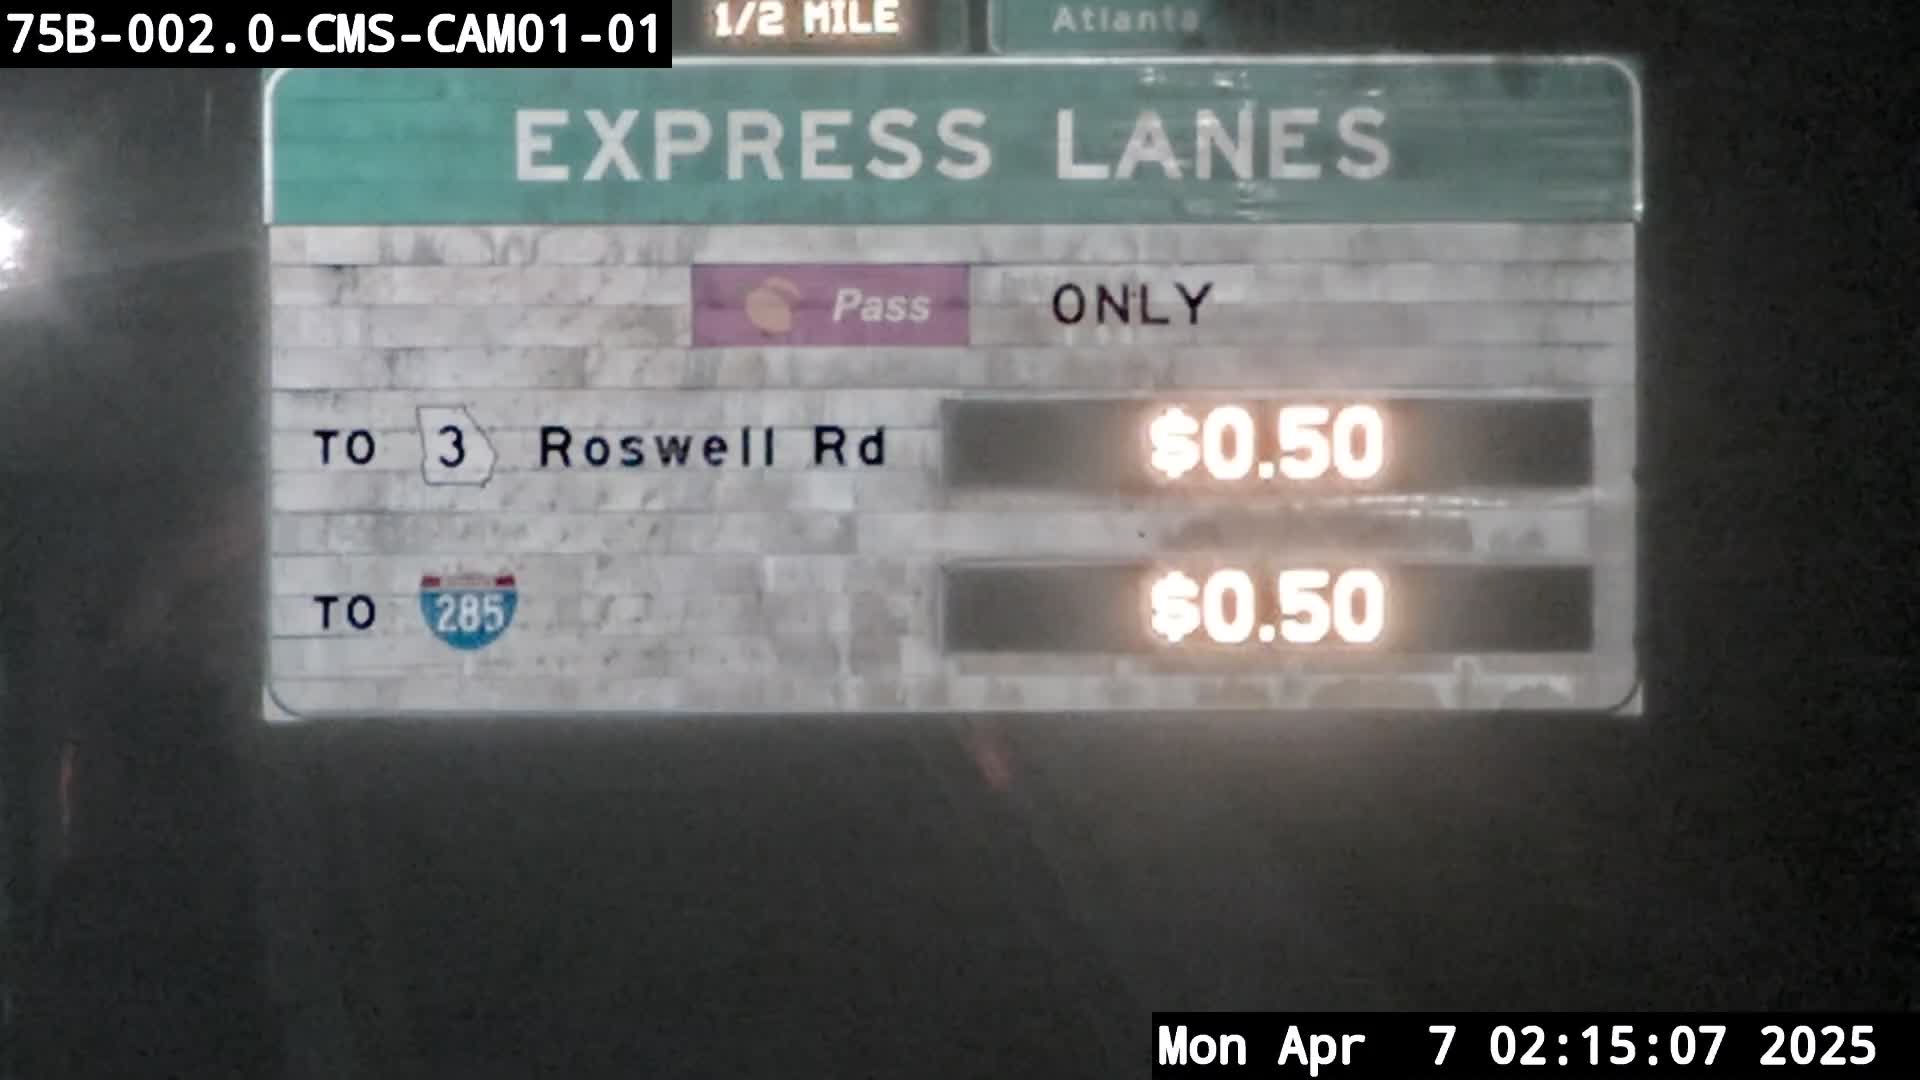 75B-002.0-CMS-CAM01-01
1/2 MILE
Atlanta
EXPRESS LANES
Pass ONLY
TO 3 Roswell Rd $0.50
TO 285 $0.50
Mon Apr 7 02:15:07 2025